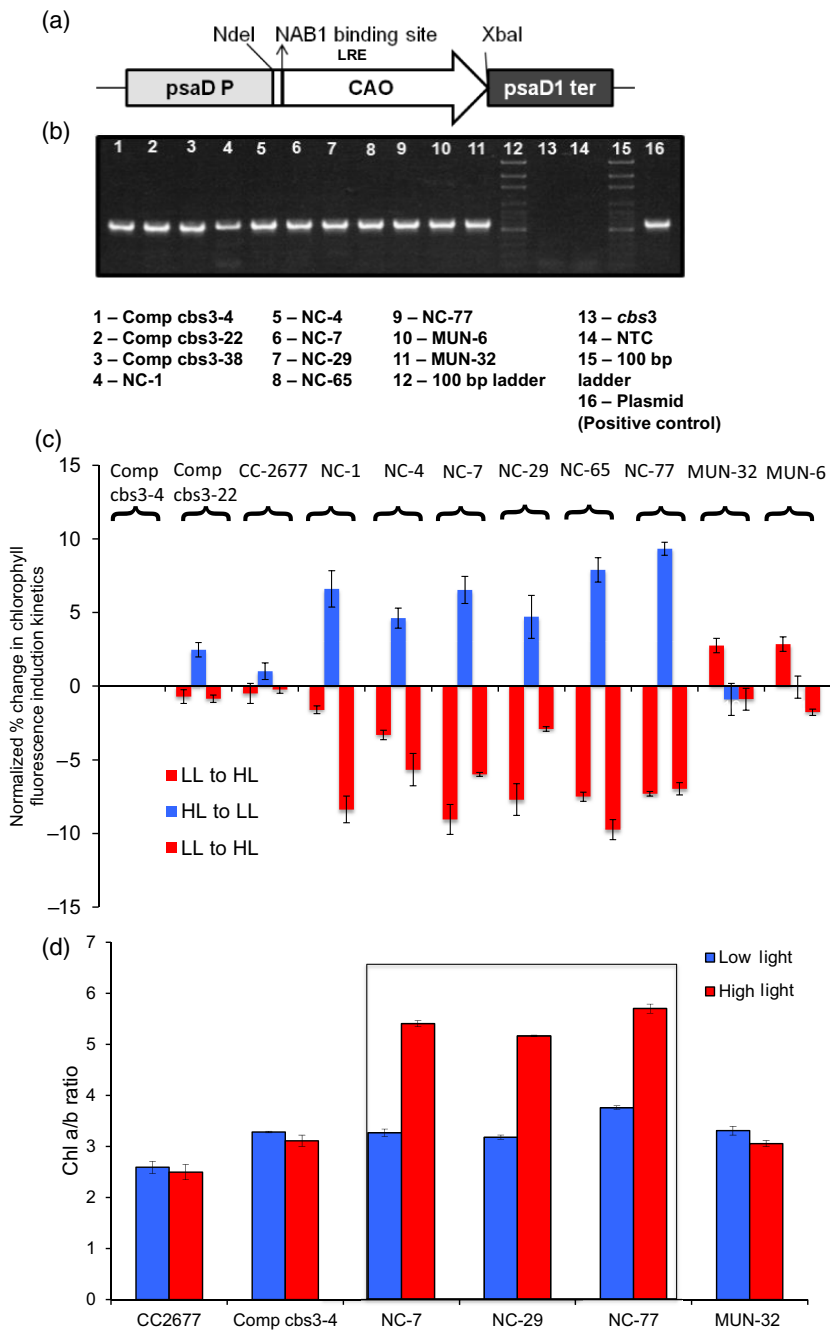 (a)
NdeI NAB1 binding site XbaI
LRE
psaD P CAO psaD1 ter
(b)
1 2 3 4 5 6 7 8 9 10 11 12 13 14 15 16
1 – Comp cbs3-4
2 – Comp cbs3-22
3 – Comp cbs3-38
4 – NC-1
5 – NC-4
6 – NC-7
7 – NC-29
8 – NC-65
9 – NC-77
10 – MUN-6
11 – MUN-32
12 – 100 bp ladder
13 – cbs3
14 – NTC
15 – 100 bp
ladder
16 – Plasmid
(Positive control)
(c)
Comp
cbs3-4
Comp
cbs3-22
CC-2677
NC-1
NC-4
NC-7
NC-29
NC-65
NC-77
MUN-32
MUN-6
Normalized % change in chlorophyll
fluorescence induction kinetics
15
10
5
0
−5
−10
−15
LL to HL
HL to LL
LL to HL
(d)
Chl a/b ratio
7
6
5
4
3
2
1
0
Low light
High light
CC2677 Comp cbs3-4 NC-7 NC-29 NC-77 MUN-32